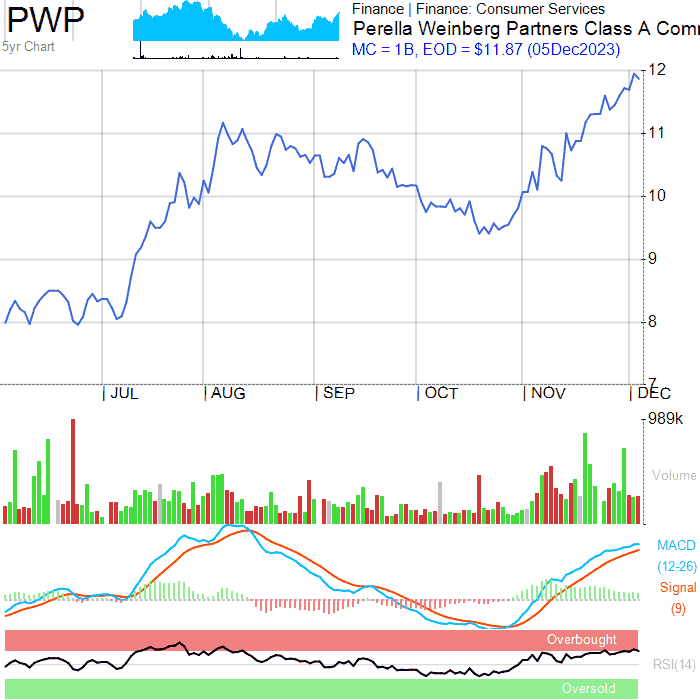 PWP
5yr Chart
Finance | Finance: Consumer Services
Perella Weinberg Partners Class A Com
MC = 1B, EOD = $11.87 (05Dec2023)
12
11
10
9
8
7
JUL AUG SEP OCT NOV DEC
989k
Volume
MACD
(12-26)
Signal
(9)
Overbought
RSI(14)
Oversold